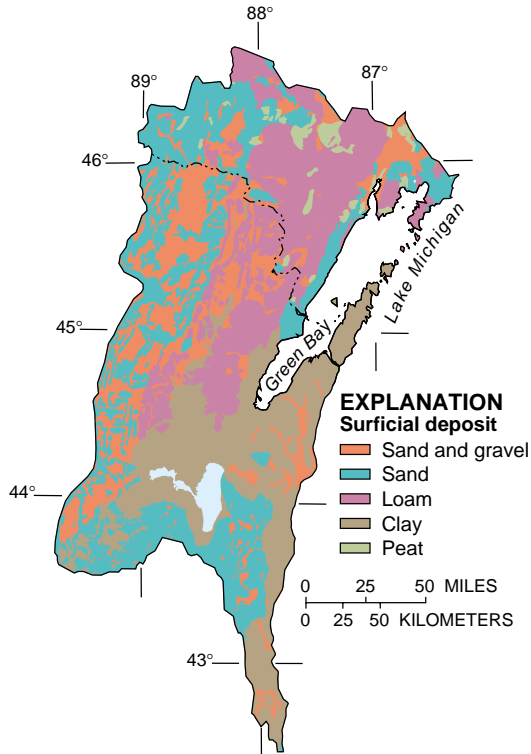 88°
89°
87°
46°
Lake Michigan
45°
Green Bay
EXPLANATION
Surficial deposit
Sand and gravel
Sand
Loam
Clay
Peat
44°
0 25 50 MILES
0 25 50 KILOMETERS
43°